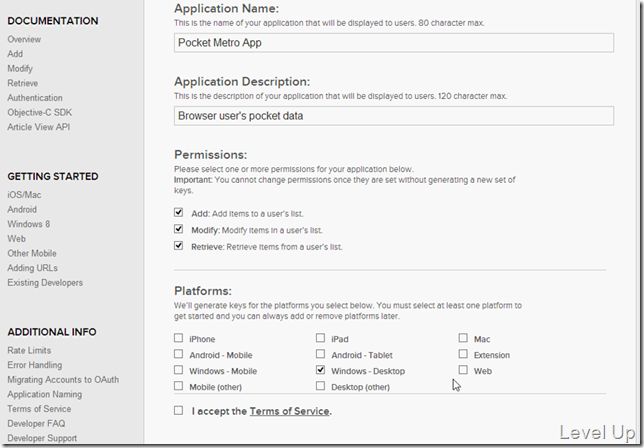 DOCUMENTATION
Overview
Add
Modify
Retrieve
Authentication
Objective-C SDK
Article View API
GETTING STARTED
iOS/Mac
Android
Windows 8
Web
Other Mobile
Adding URLs
Existing Developers
ADDITIONAL INFO
Rate Limits
Error Handling
Migrating Accounts to OAuth
Application Naming
Terms of Service
Developer FAQ
Developer Support
Application Name:
This is the name of your application that will be displayed to users. 80 character max.
Pocket Metro App
Application Description:
This is the description of your application that will be displayed to users. 120 character max.
Browser user's pocket data
Permissions:
Please select one or more permissions for your application below.
Important: You cannot change permissions once they are set without generating a new set of
keys.
Add: Add items to a user's list.
Modify: Modify items in a user's list.
Retrieve: Retrieve items from a user's list.
Platforms:
We'll generate keys for the platforms you select below. You must select at least one platform to
get started and you can always add or remove platforms later.
iPhone iPad Mac
Android - Mobile Android - Tablet Extension
Windows - Mobile Windows - Desktop Web
Mobile (other) Desktop (other)
I accept the Terms of Service.
Level Up